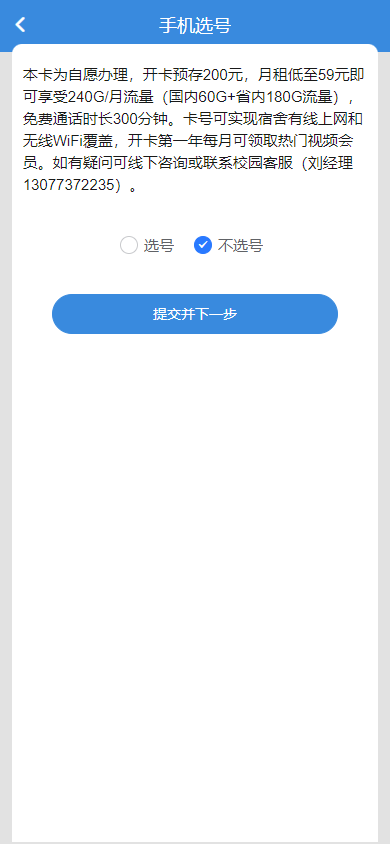 手机选号
本卡为自愿办理，开卡预存200元，月租低至59元即
可享受240G/月流量（国内60G+省内180G流量），
免费通话时长300分钟。卡号可实现宿舍有线上网和
无线WiFi覆盖，开卡第一年每月可领取热门视频会
员。如有疑问可线下咨询或联系校园客服（刘经理
13077372235）。
选号 不选号
提交并下一步